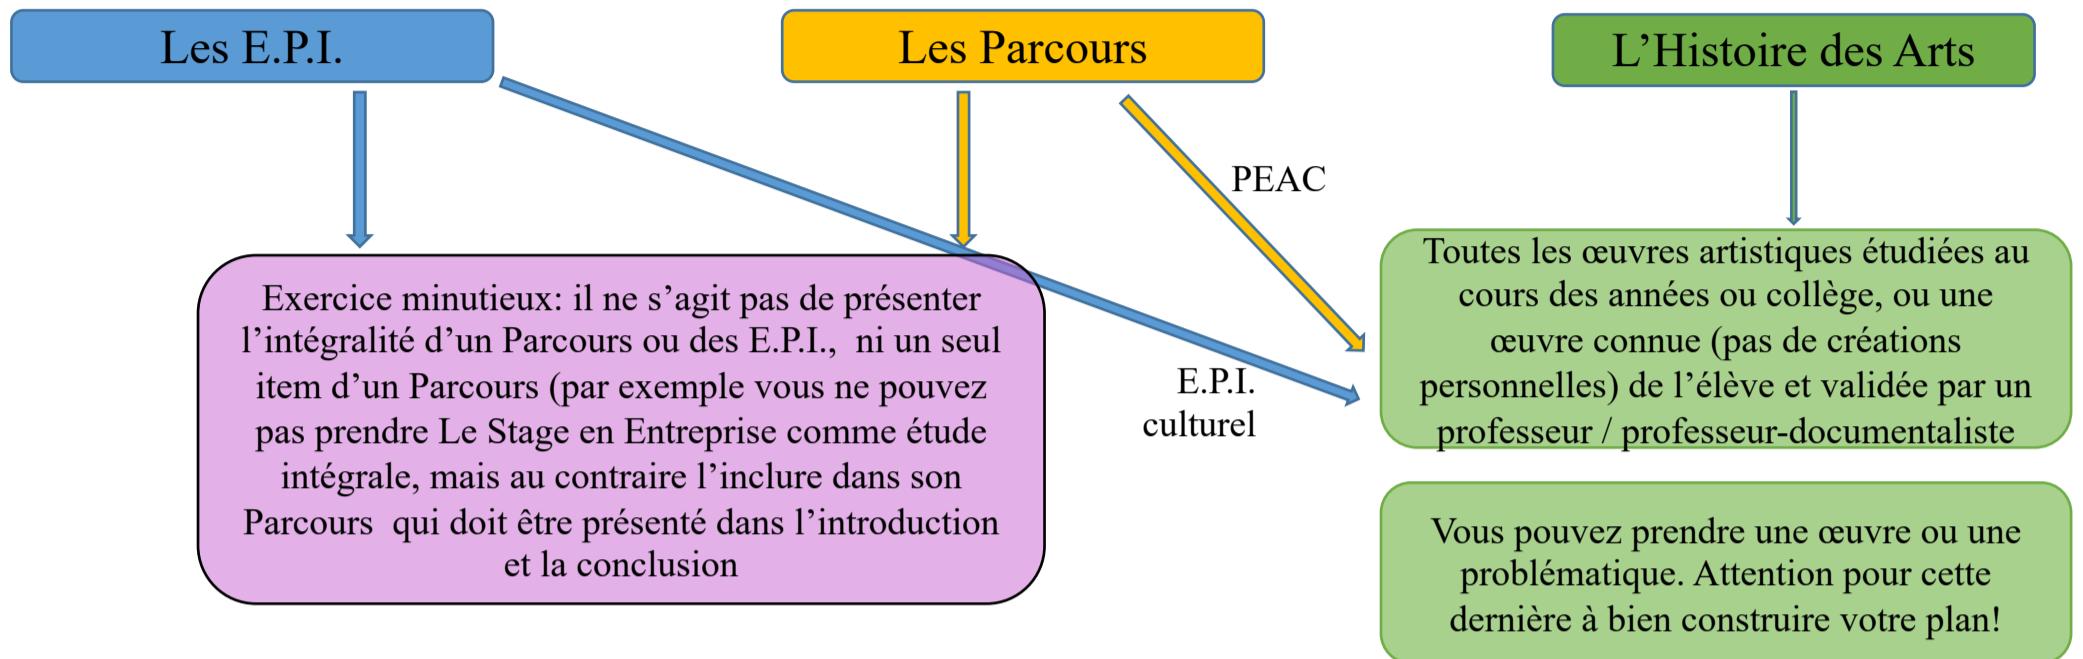 Les E.P.I.
Les Parcours
L’Histoire des Arts
PEAC
E.P.I.
culturel
Exercice minutieux: il ne s’agit pas de présenter
l’intégralité d’un Parcours ou des E.P.I.,  ni un seul
item d’un Parcours (par exemple vous ne pouvez
pas prendre Le Stage en Entreprise comme étude
intégrale, mais au contraire l’inclure dans son
Parcours  qui doit être présenté dans l’introduction
et la conclusion
Toutes les œuvres artistiques étudiées au
cours des années ou collège, ou une
œuvre connue (pas de créations
personnelles) de l’élève et validée par un
professeur / professeur-documentaliste
Vous pouvez prendre une œuvre ou une
problématique. Attention pour cette
dernière à bien construire votre plan!